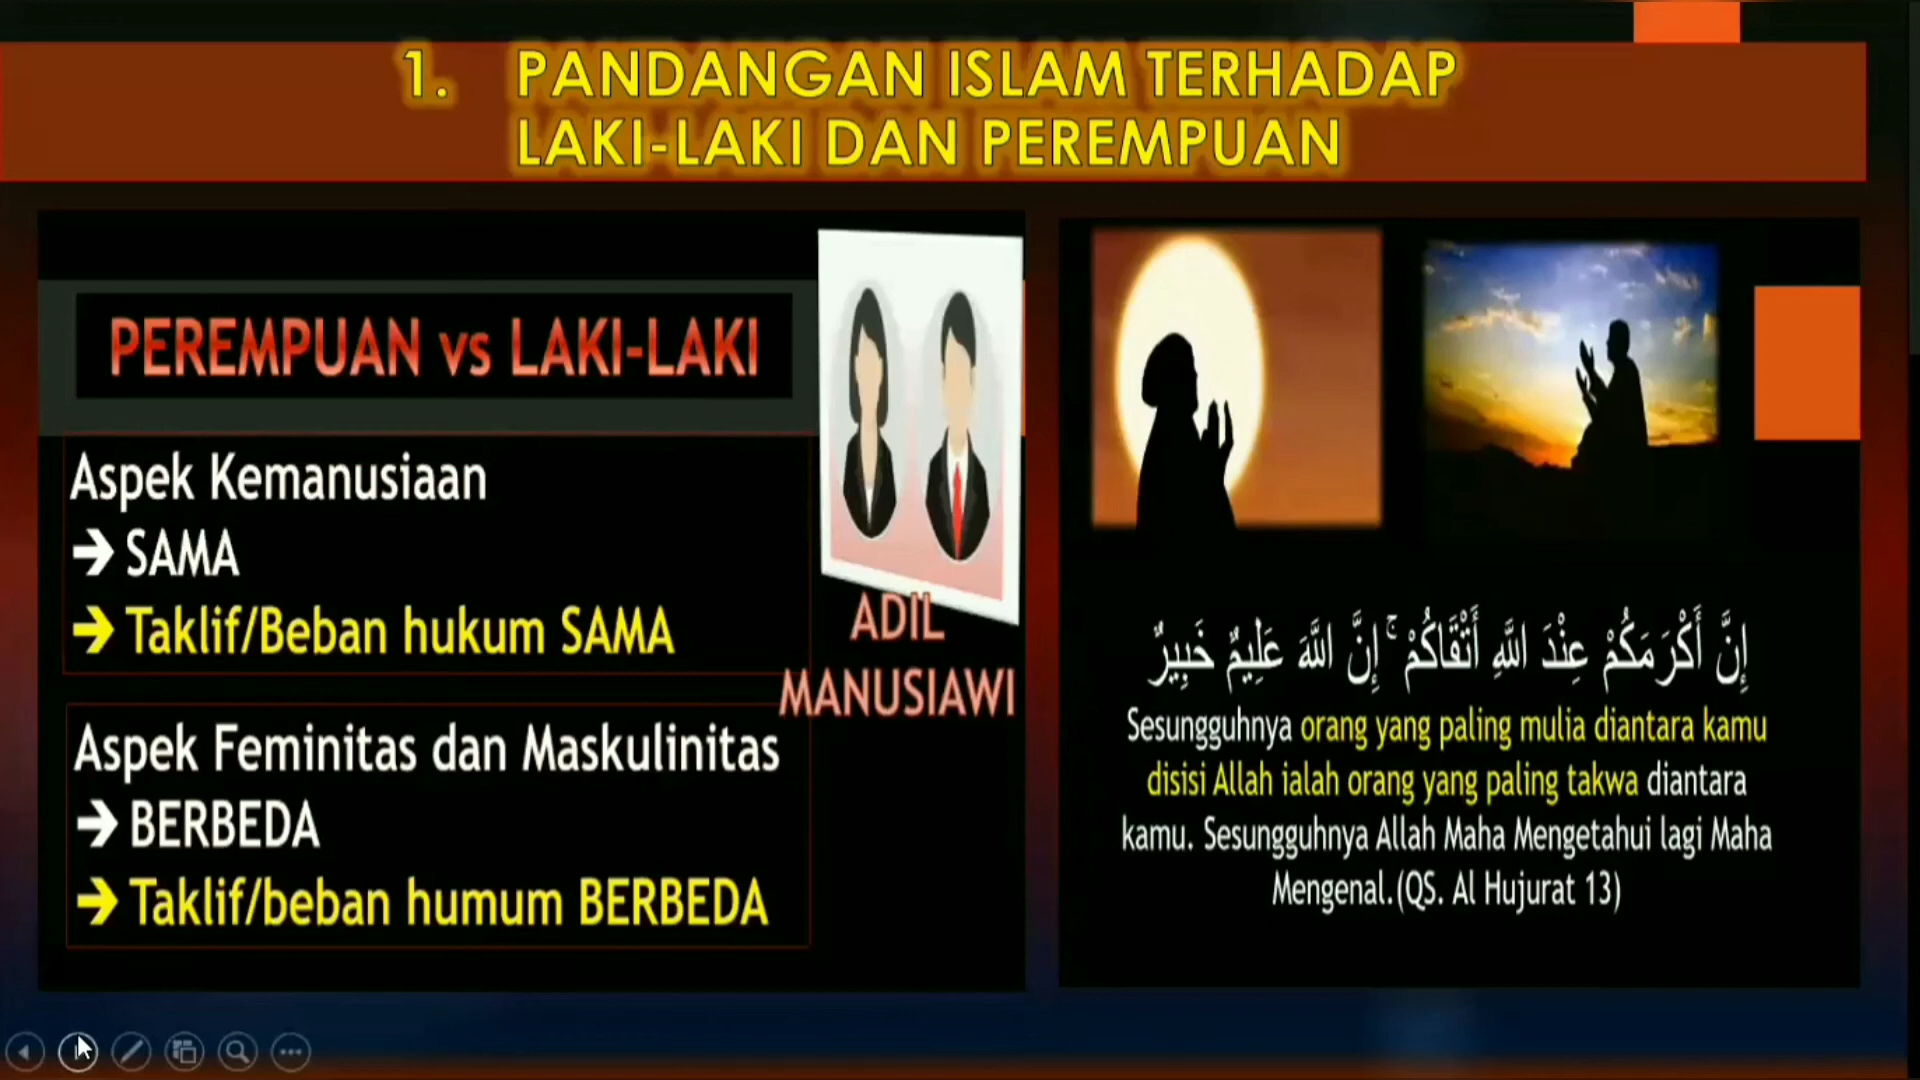 1. PANDANGAN ISLAM TERHADAP
LAKI-LAKI DAN PEREMPUAN
PEREMPUAN vs LAKI-LAKI
Aspek Kemanusiaan
➔ SAMA
➔ Taklif/Beban hukum SAMA
Aspek Feminitas dan Maskulinitas
➔ BERBEDA
➔ Taklif/beban humum BERBEDA
ADIL
MANUSIAWI
إِنَّ أَكْرَمَكُمْ عِنْدَ اللَّهِ أَتْقَاكُمْ ۚ إِنَّ اللَّهَ عَلِيمٌ خَبِيرٌ
Sesungguhnya orang yang paling mulia diantara kamu
disisi Allah ialah orang yang paling takwa diantara
kamu. Sesungguhnya Allah Maha Mengetahui lagi Maha
Mengenal.(QS. Al Hujurat 13)